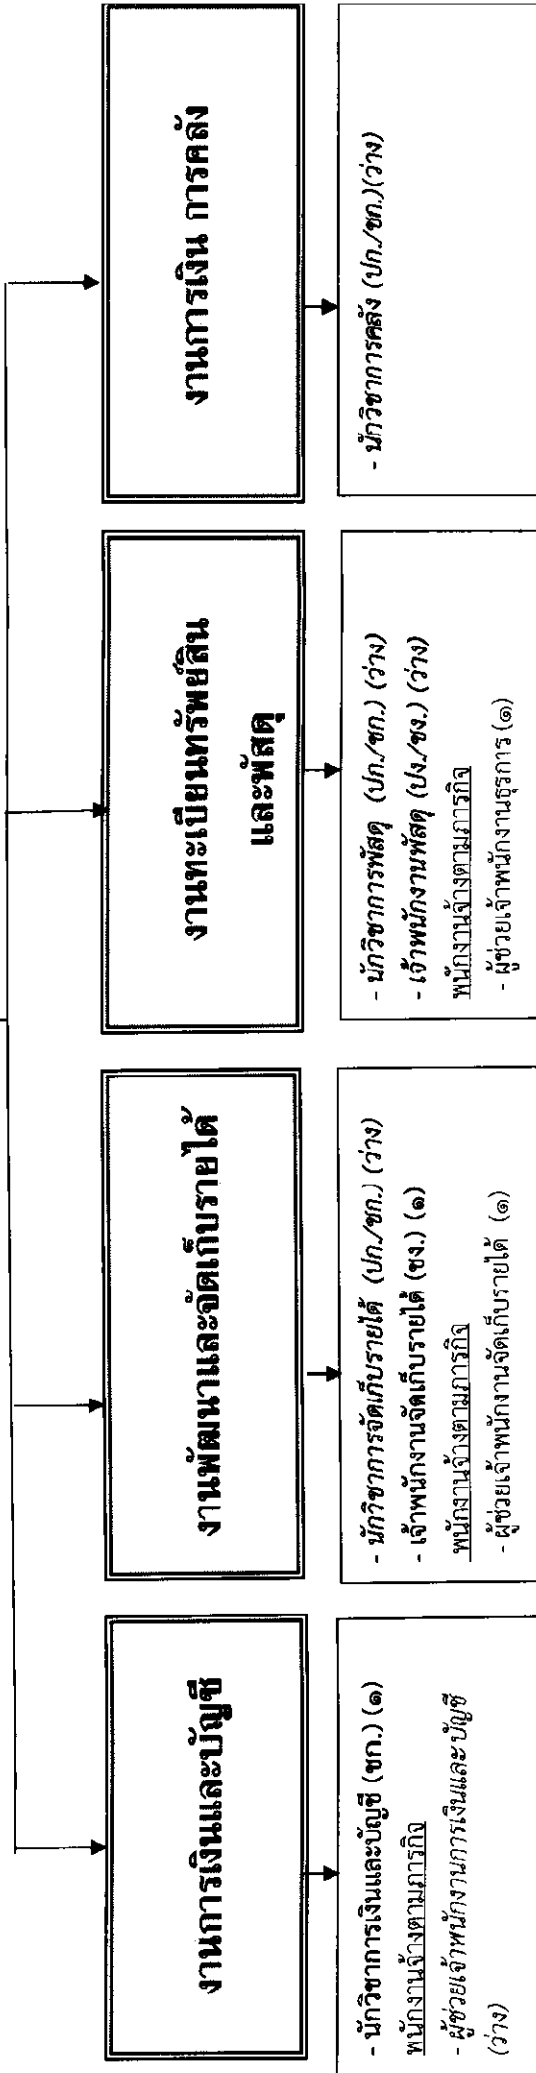 งานการเงินและบัญชี
- นักวิชาการเงินและบัญชี (ชก.) (๑)
พนักงานจ้างตามภารกิจ
- ผู้ช่วยเจ้าพนักงานการเงินและบัญชี
(ว่าง)
งานพัฒนาและจัดเก็บรายได้
- นักวิชาการจัดเก็บรายได้ (ปก./ชก.) (ว่าง)
- เจ้าพนักงานจัดเก็บรายได้ (ชง.) (๑)
พนักงานจ้างตามภารกิจ
- ผู้ช่วยเจ้าพนักงานจัดเก็บรายได้ (๑)
งานทะเบียนทรัพย์สิน
และพัสดุ
- นักวิชาการพัสดุ (ปก./ชก.) (ว่าง)
- เจ้าพนักงานพัสดุ (ปง./ชง.) (ว่าง)
พนักงานจ้างตามภารกิจ
- ผู้ช่วยเจ้าพนักงานธุรการ (๑)
งานการเงิน การคลัง
- นักวิชาการคลัง (ปก./ชก.)(ว่าง)